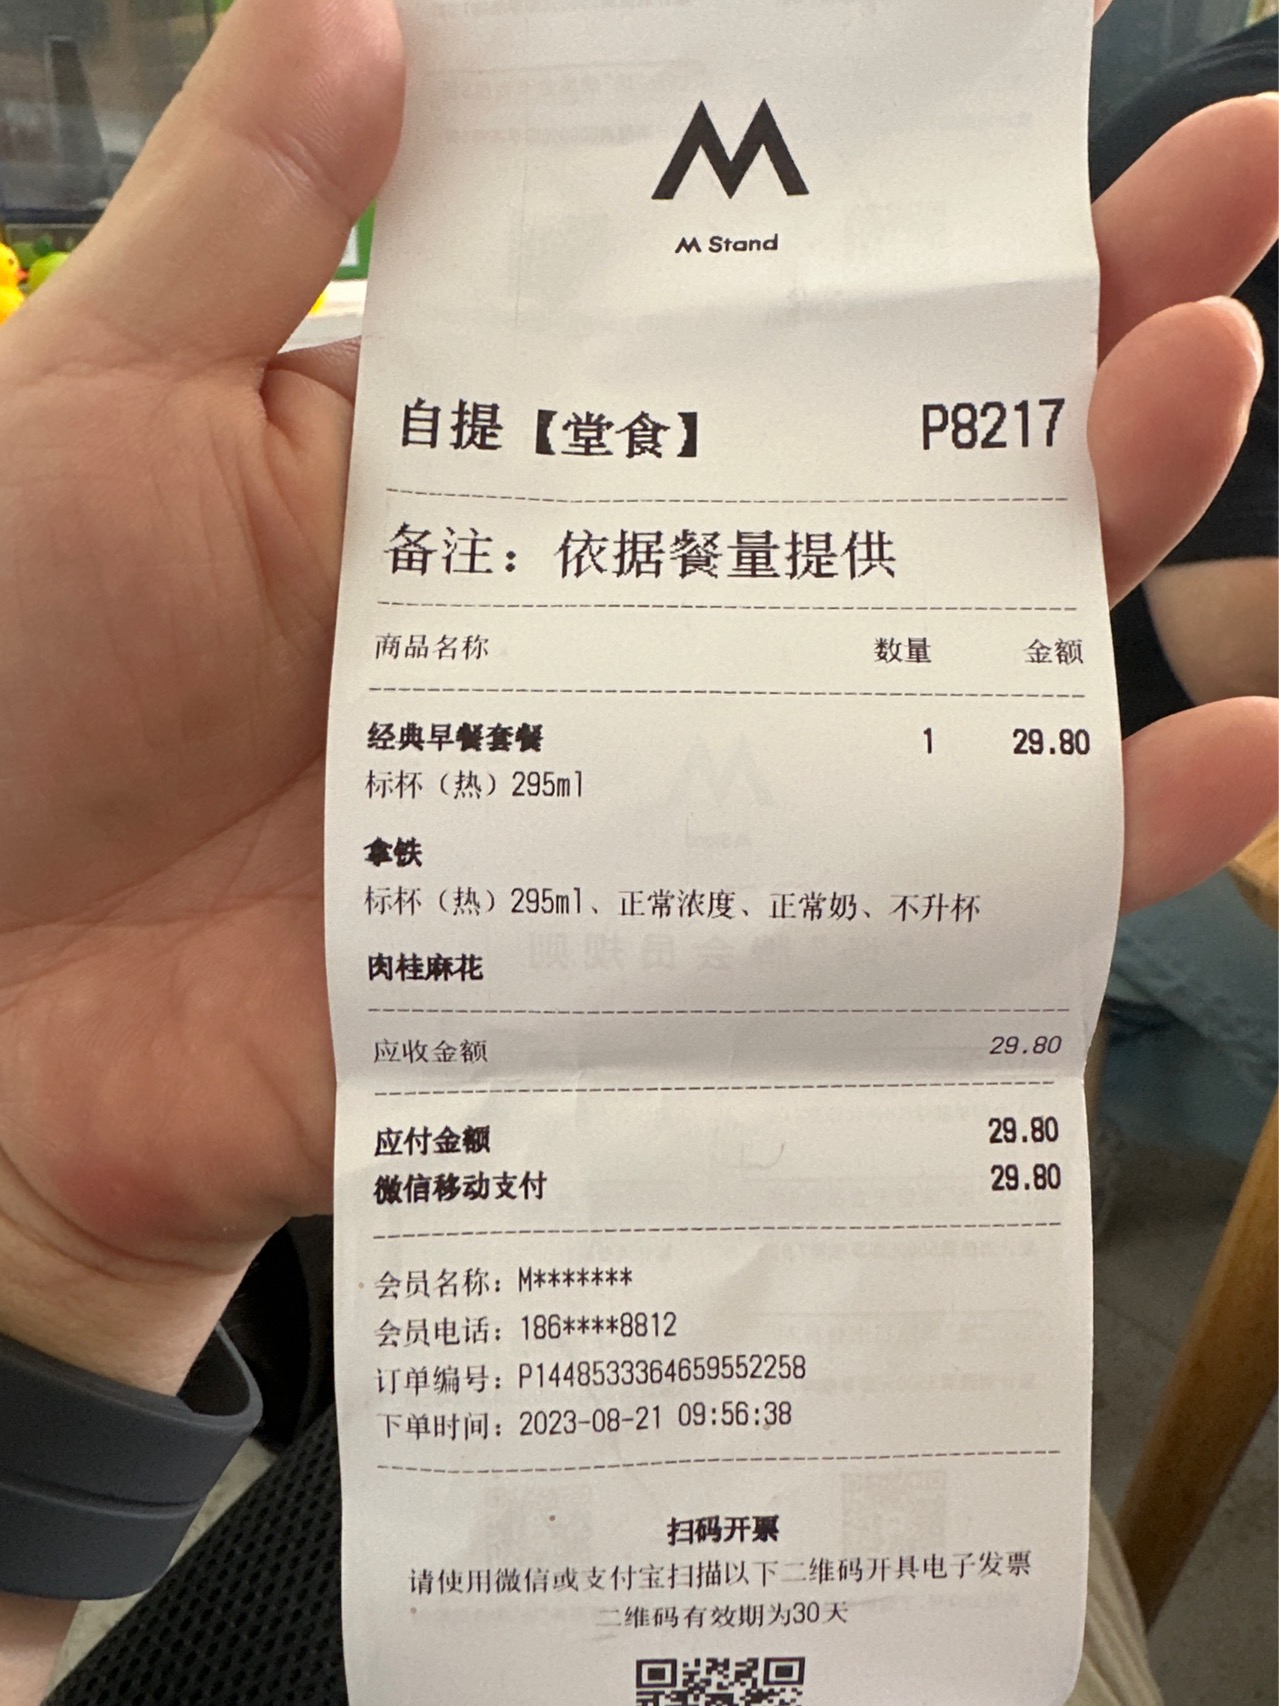 M Stand
自提【堂食】 P8217
备注：依据餐量提供
商品名称 数量 金额
经典早餐套餐 1 29.80
标杯（热）295ml
拿铁
标杯（热）295ml、正常浓度、正常奶、不升杯
肉桂麻花
应收金额 29.80
应付金额 29.80
微信移动支付 29.80
会员名称：M*******
会员电话：186****8812
订单编号：P1448533364659552258
下单时间：2023-08-21 09:56:38
扫码开票
请使用微信或支付宝扫描以下二维码开具电子发票
二维码有效期为30天